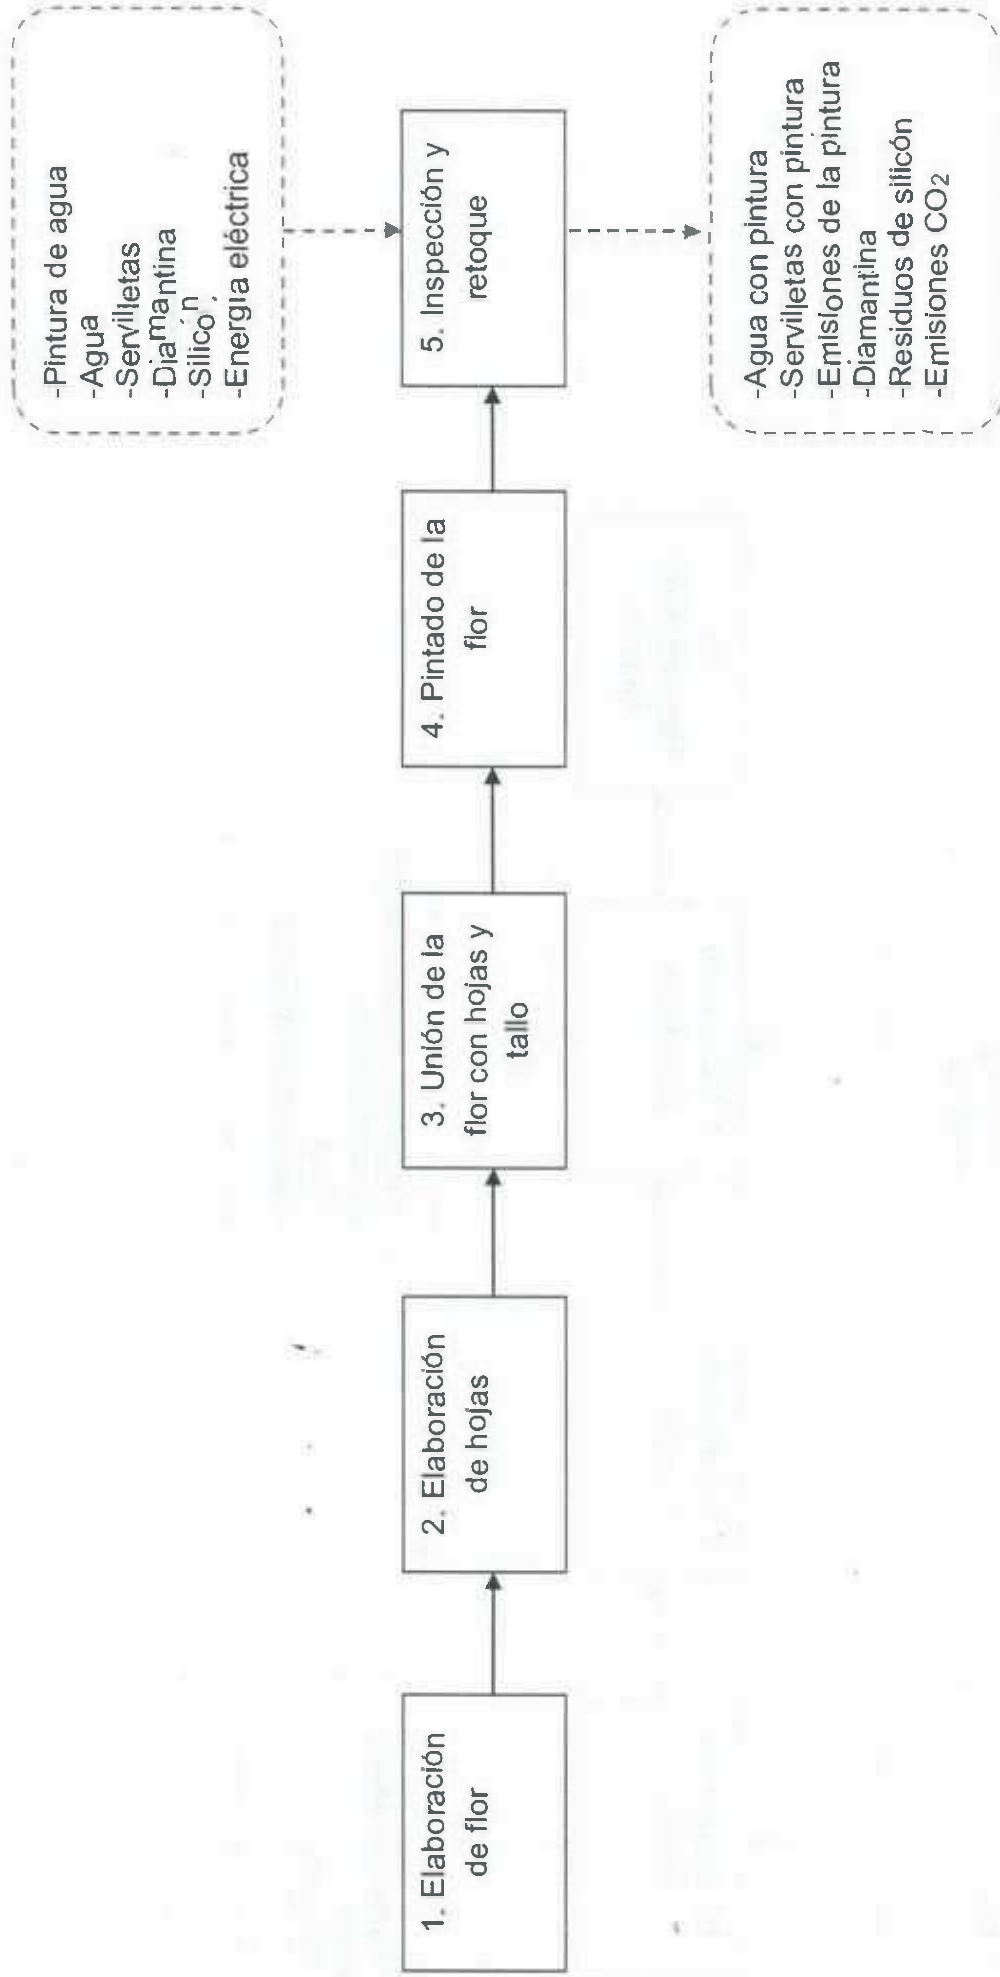 -Pintura de agua
-Agua
-Servilletas
-Diamantina
-Silicón
-Energía eléctrica
1. Elaboración
de flor
2. Elaboración
de hojas
3. Unión de la
flor con hojas y
tallo
4. Pintado de la
flor
5. Inspección y
retoque
-Agua con pintura
-Servilletas con pintura
-Emisiones de la pintura
-Diamantina
-Residuos de silicón
-Emisiones CO₂